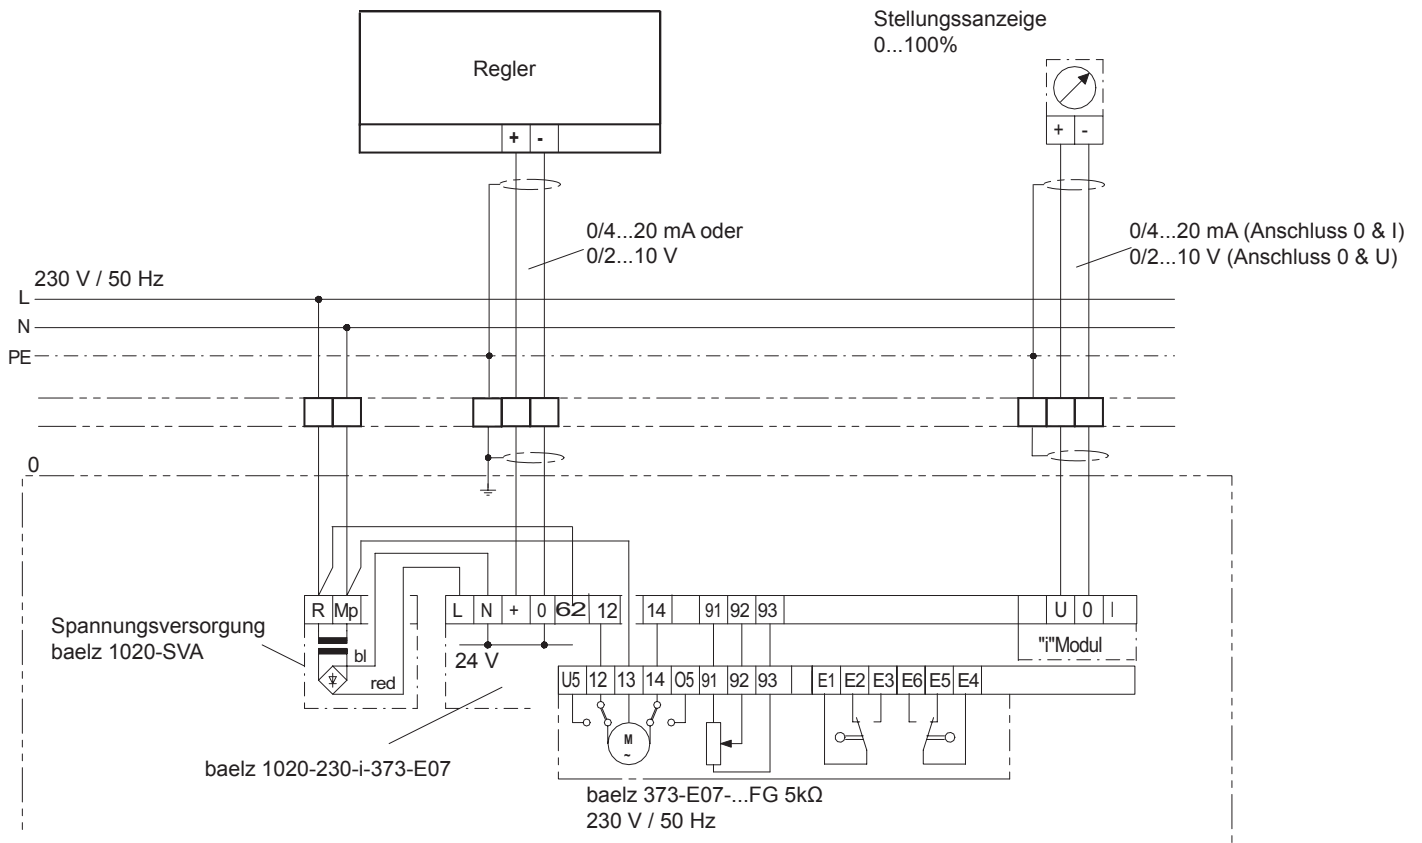 Stellungssanzeige
0...100%
Regler
+ -
+ -
0/4...20 mA oder
0/2...10 V
0/4...20 mA (Anschluss 0 & I)
0/2...10 V (Anschluss 0 & U)
230 V / 50 Hz
L
N
PE
0
R Mp
L N + 0 62 12 14 91 92 93
U 0 I
Spannungsversorgung
baelz 1020-SVA
"i"Modul
bl
24 V
red
U5 12 13 14 O5 91 92 93 E1 E2 E3 E6 E5 E4
M
~
baelz 1020-230-i-373-E07
baelz 373-E07-...FG 5kΩ
230 V / 50 Hz